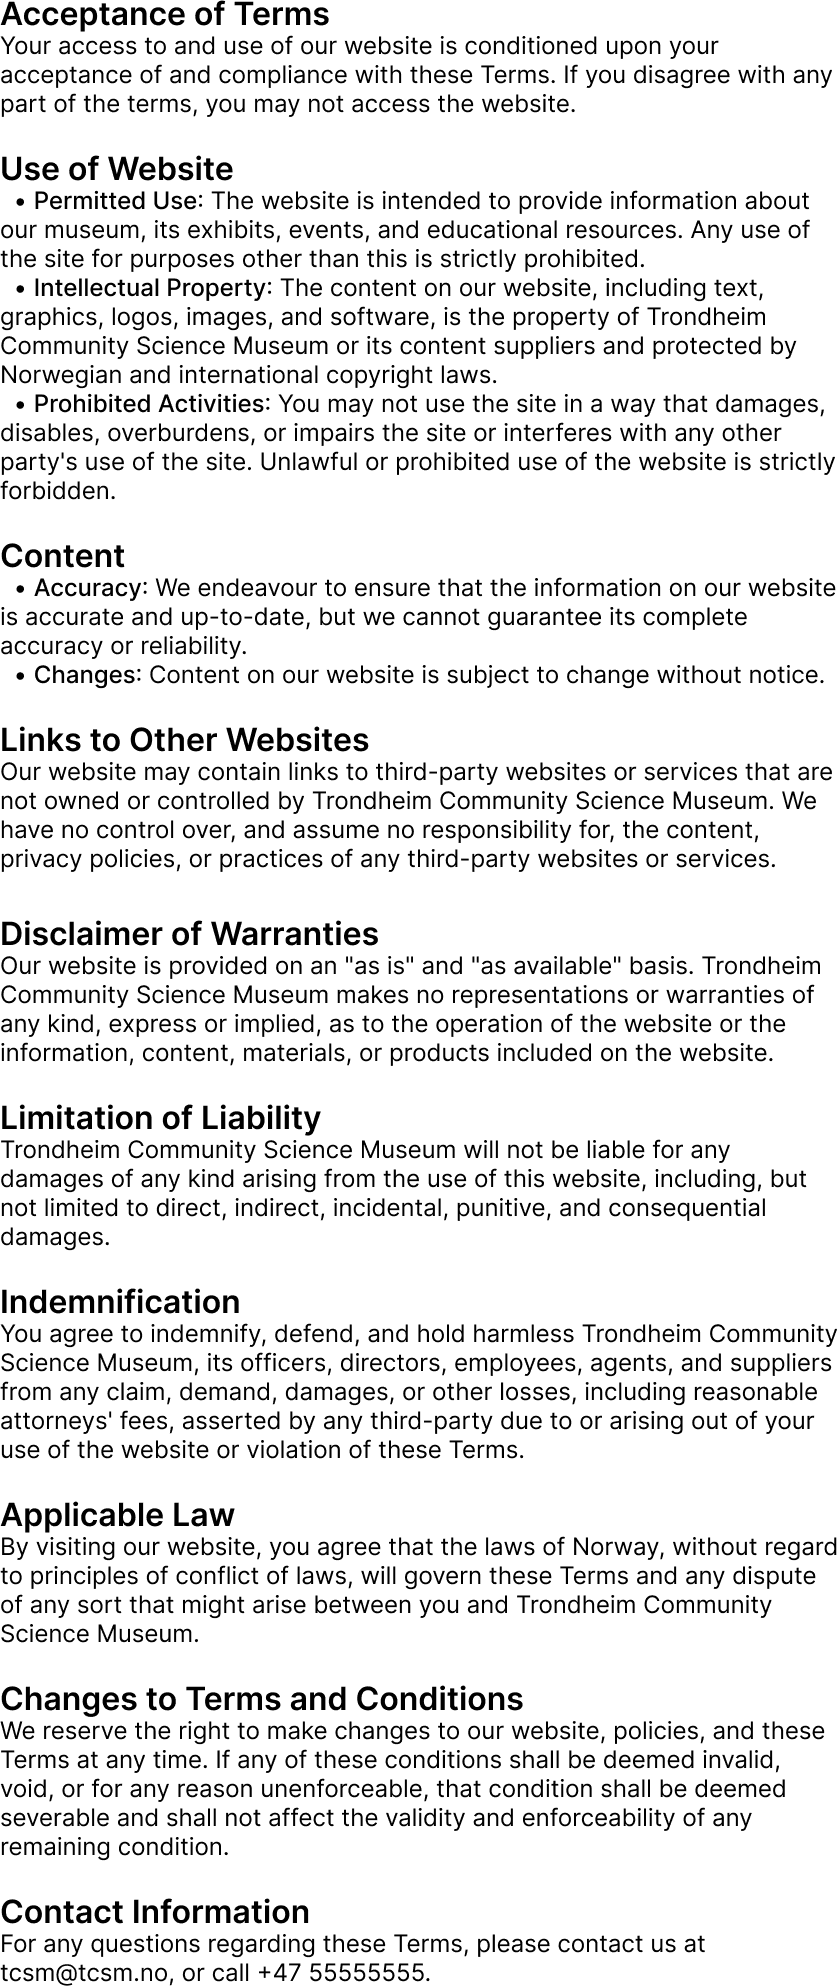 Acceptance of Terms
Your access to and use of our website is conditioned upon your
acceptance of and compliance with these Terms. If you disagree with any
part of the terms, you may not access the website.
Use of Website
• Permitted Use: The website is intended to provide information about
our museum, its exhibits, events, and educational resources. Any use of
the site for purposes other than this is strictly prohibited.
• Intellectual Property: The content on our website, including text,
graphics, logos, images, and software, is the property of Trondheim
Community Science Museum or its content suppliers and protected by
Norwegian and international copyright laws.
• Prohibited Activities: You may not use the site in a way that damages,
disables, overburdens, or impairs the site or interferes with any other
party's use of the site. Unlawful or prohibited use of the website is strictly
forbidden.
Content
• Accuracy: We endeavour to ensure that the information on our website
is accurate and up-to-date, but we cannot guarantee its complete
accuracy or reliability.
• Changes: Content on our website is subject to change without notice.
Links to Other Websites
Our website may contain links to third-party websites or services that are
not owned or controlled by Trondheim Community Science Museum. We
have no control over, and assume no responsibility for, the content,
privacy policies, or practices of any third-party websites or services.
Disclaimer of Warranties
Our website is provided on an "as is" and "as available" basis. Trondheim
Community Science Museum makes no representations or warranties of
any kind, express or implied, as to the operation of the website or the
information, content, materials, or products included on the website.
Limitation of Liability
Trondheim Community Science Museum will not be liable for any
damages of any kind arising from the use of this website, including, but
not limited to direct, indirect, incidental, punitive, and consequential
damages.
Indemnification
You agree to indemnify, defend, and hold harmless Trondheim Community
Science Museum, its officers, directors, employees, agents, and suppliers
from any claim, demand, damages, or other losses, including reasonable
attorneys' fees, asserted by any third-party due to or arising out of your
use of the website or violation of these Terms.
Applicable Law
By visiting our website, you agree that the laws of Norway, without regard
to principles of conflict of laws, will govern these Terms and any dispute
of any sort that might arise between you and Trondheim Community
Science Museum.
Changes to Terms and Conditions
We reserve the right to make changes to our website, policies, and these
Terms at any time. If any of these conditions shall be deemed invalid,
void, or for any reason unenforceable, that condition shall be deemed
severable and shall not affect the validity and enforceability of any
remaining condition.
Contact Information
For any questions regarding these Terms, please contact us at
tcsm@tcsm.no, or call +47 55555555.